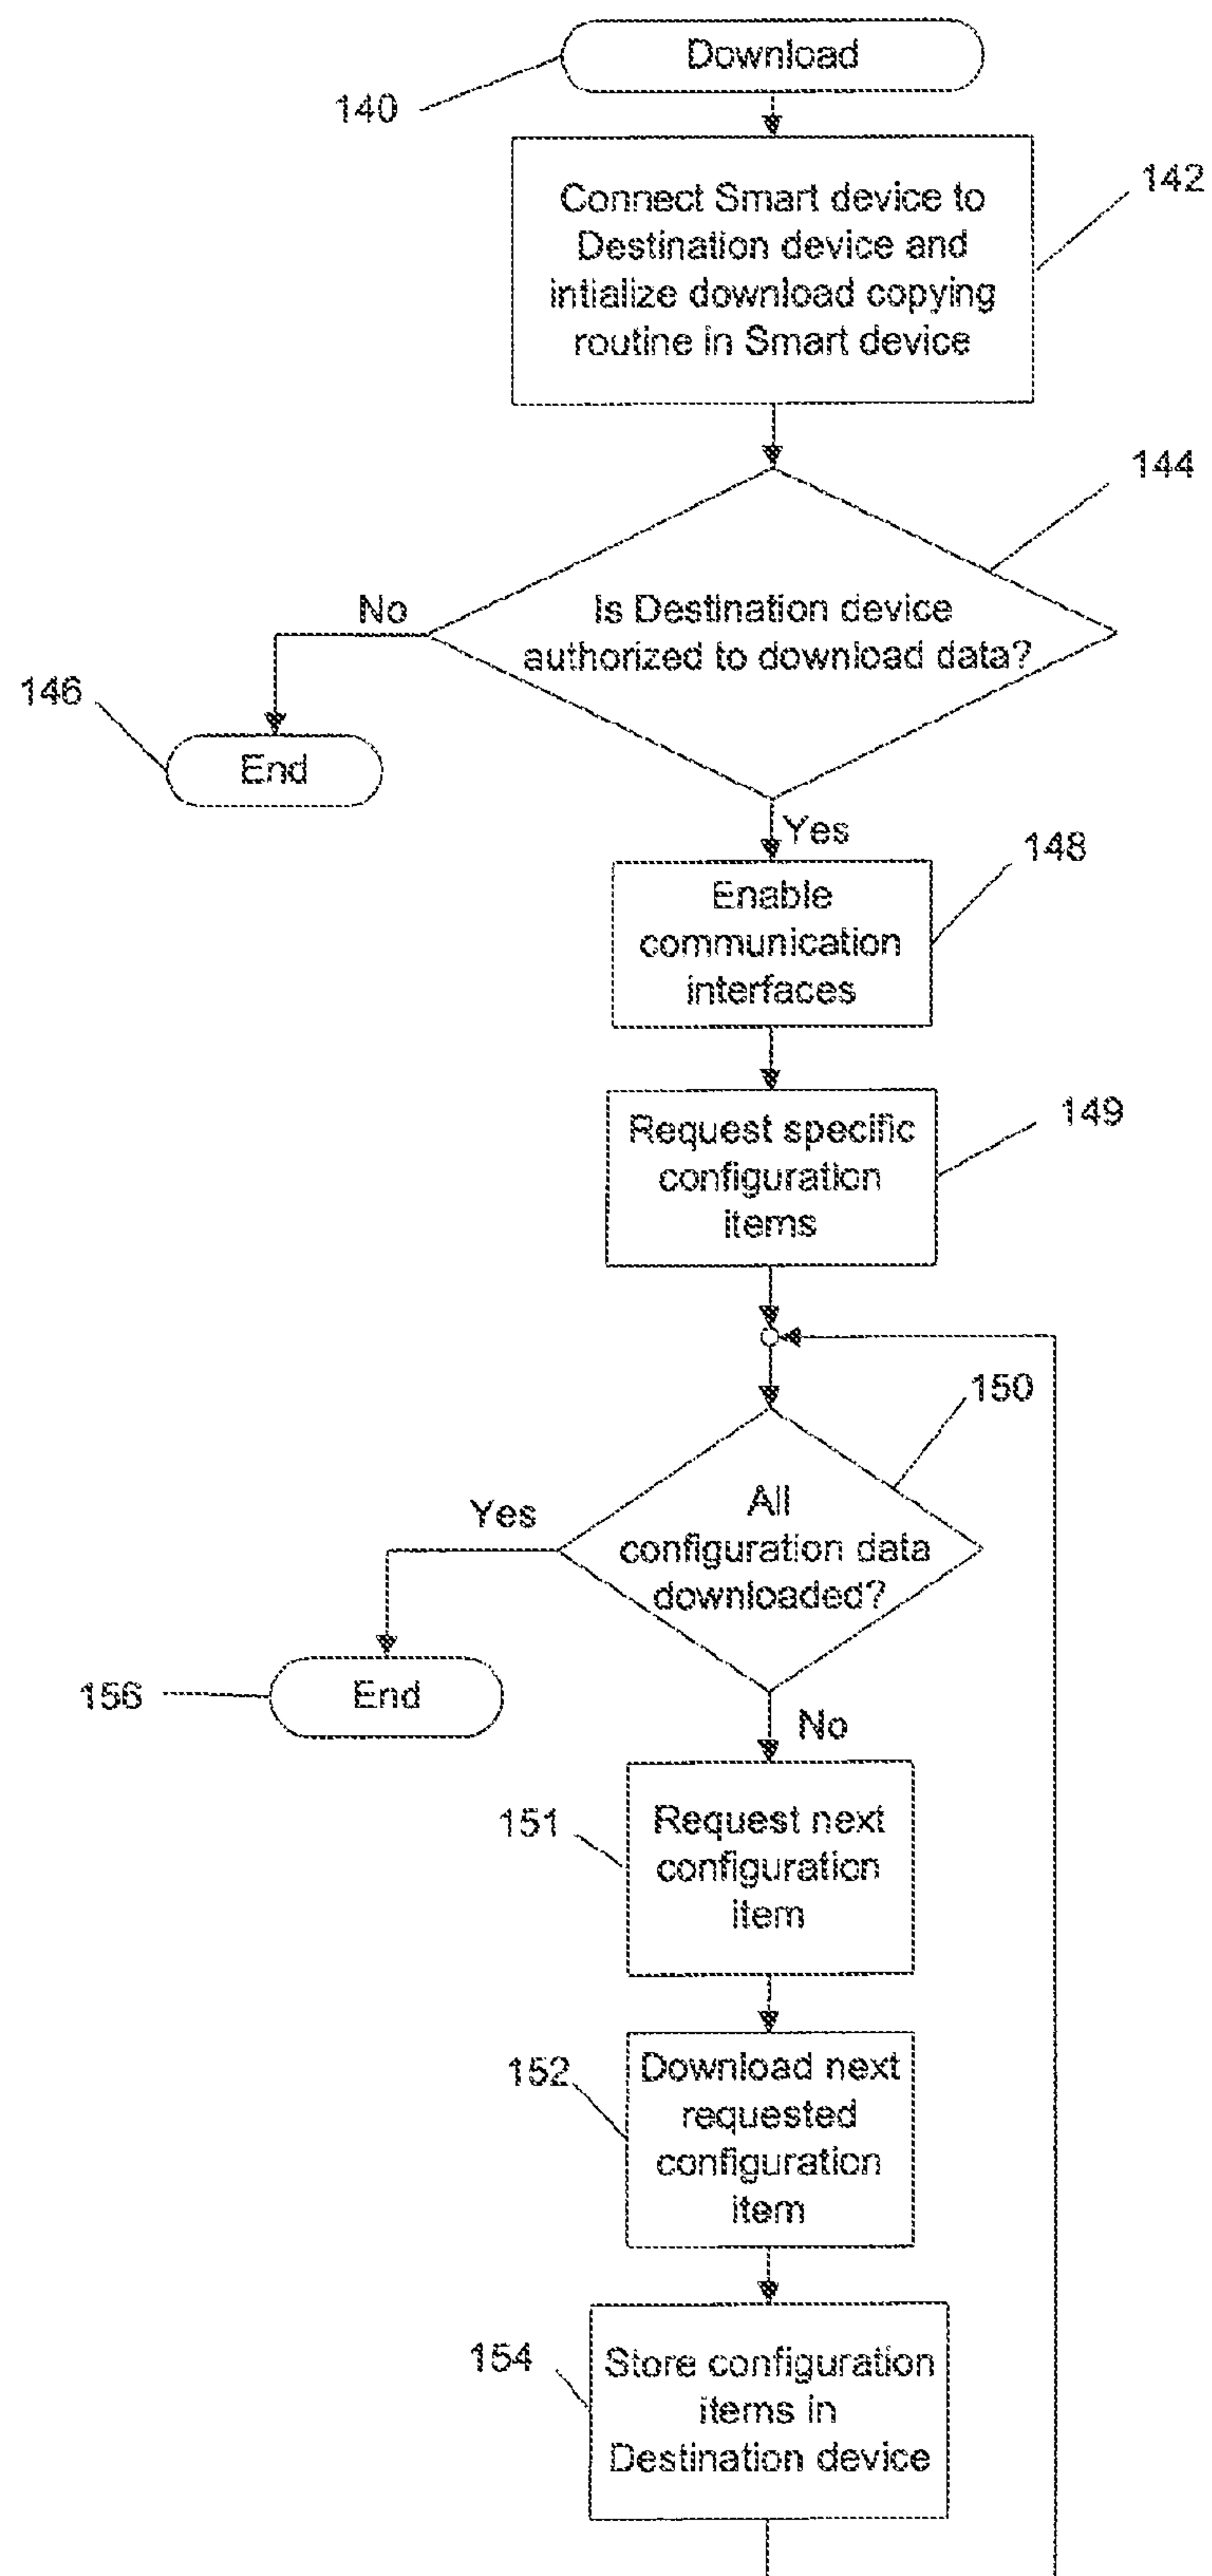 Download
140
142
Connect Smart device to
Destination device and
intialize download copying
routine in Smart device
144
No
Is Destination device
authorized to download data?
146
End
Yes
148
Enable
communication
interfaces
149
Request specific
configuration
items
150
Yes
All
configuration data
downloaded?
156
End
No
151
Request next
configuration
item
152
Download next
requested
configuration
item
154
Store configuration
items in
Destination device